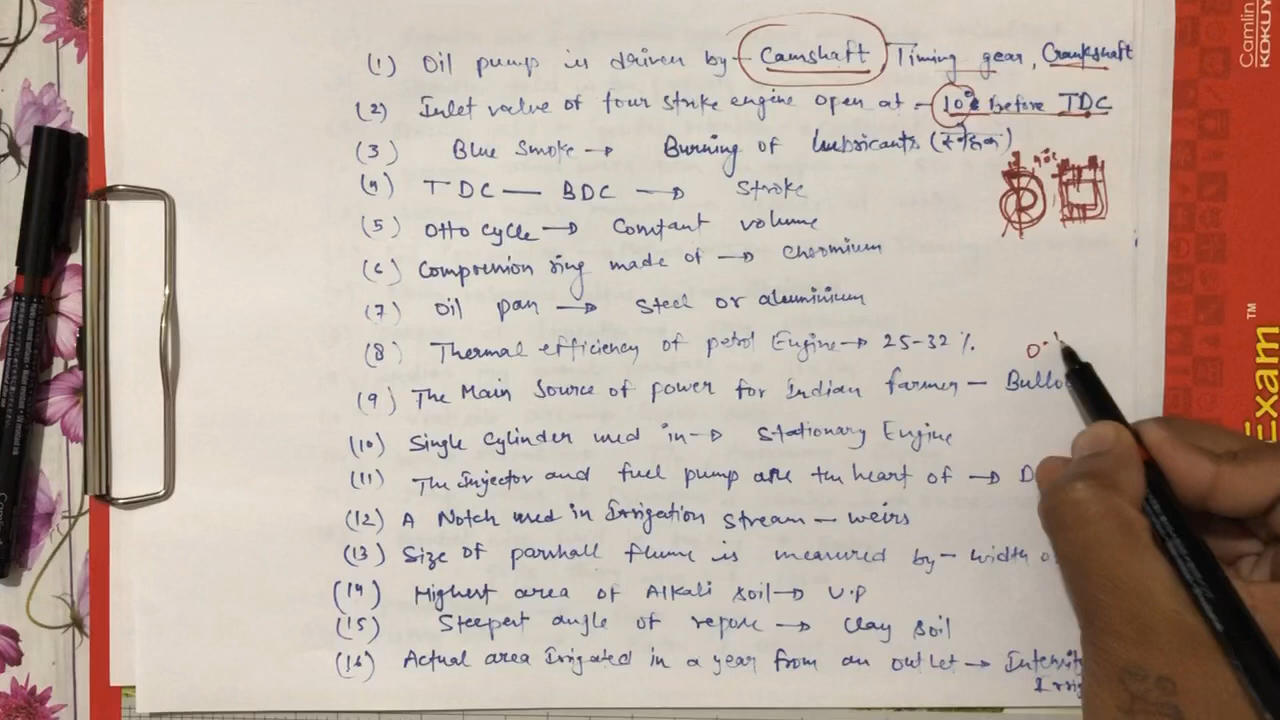 (1) Oil pump is driven by - Camshaft Timing gear, Crankshaft
(2) Inlet valve of four stroke engine open at - 10° Before TDC
(3) Blue Smoke → Burning of lubricants
(4) TDC — BDC → Stroke
(5) Otto cycle → Constant volume
(6) Compression ring made of → chromium
(7) Oil pan → Steel or aluminium
(8) Thermal efficiency of petrol Engine → 25-32 %.
(9) The Main Source of power for Indian farmer - Bullo
(10) Single Cylinder used in → Stationary Engine
(11) The Injector and fuel pump are the heart of → D
(12) A Notch used in Irrigation stream - weirs
(13) Size of parshall flume is measured by - width o
(14) Highest area of Alkali soil → U.P
(15) Steepest angle of repose → Clay soil
(16) Actual area Irrigated in a year from an outlet → Intensity
Irrig
Camlin
KOKUY
Exam™